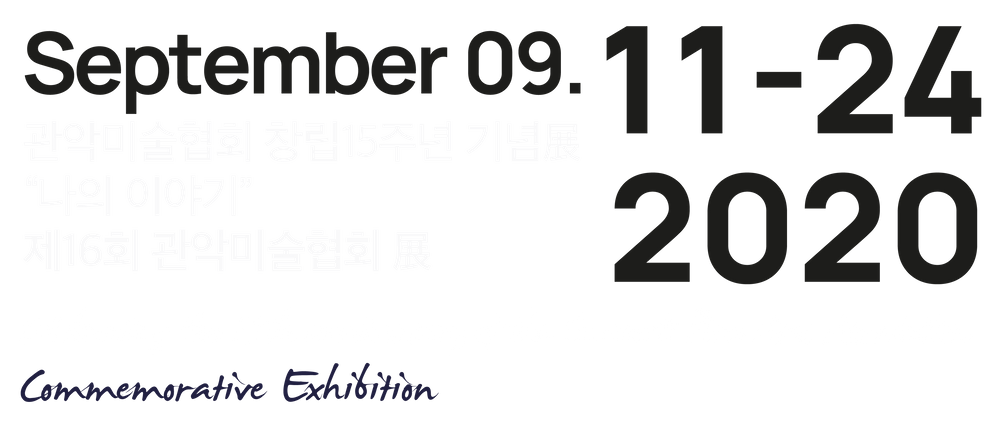 September 09. 11-24
2020
관악미술협회 창립15주년 기념展
"나의 이야기"
제16회 관악미술협회 展
Commemorative Exhibition